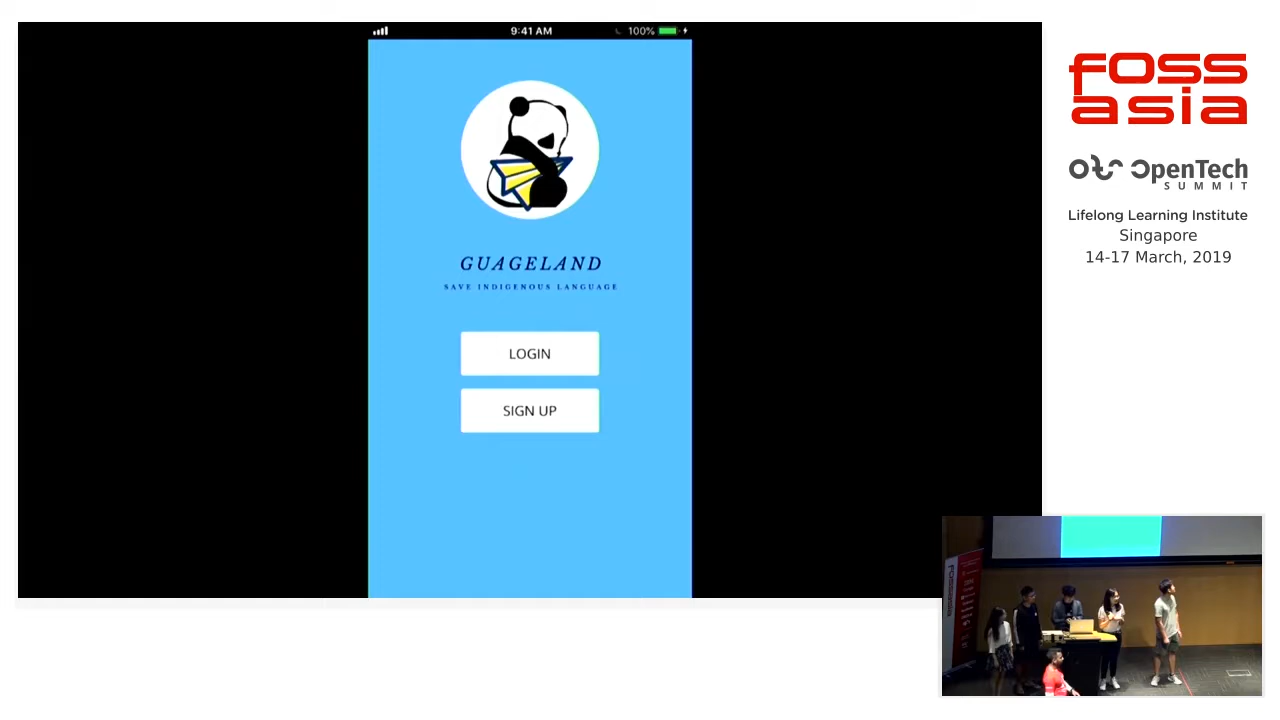 9:41 AM
100%
GUAGELAND
SAVE INDIGENOUS LANGUAGE
LOGIN
SIGN UP
fOSS
asia
OpenTech
SUMMIT
Lifelong Learning Institute
Singapore
14-17 March, 2019